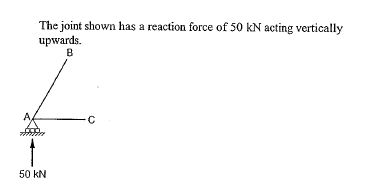 The joint shown has a reaction force of 50 kN acting vertically
upwards.
B
A
C
50 kN